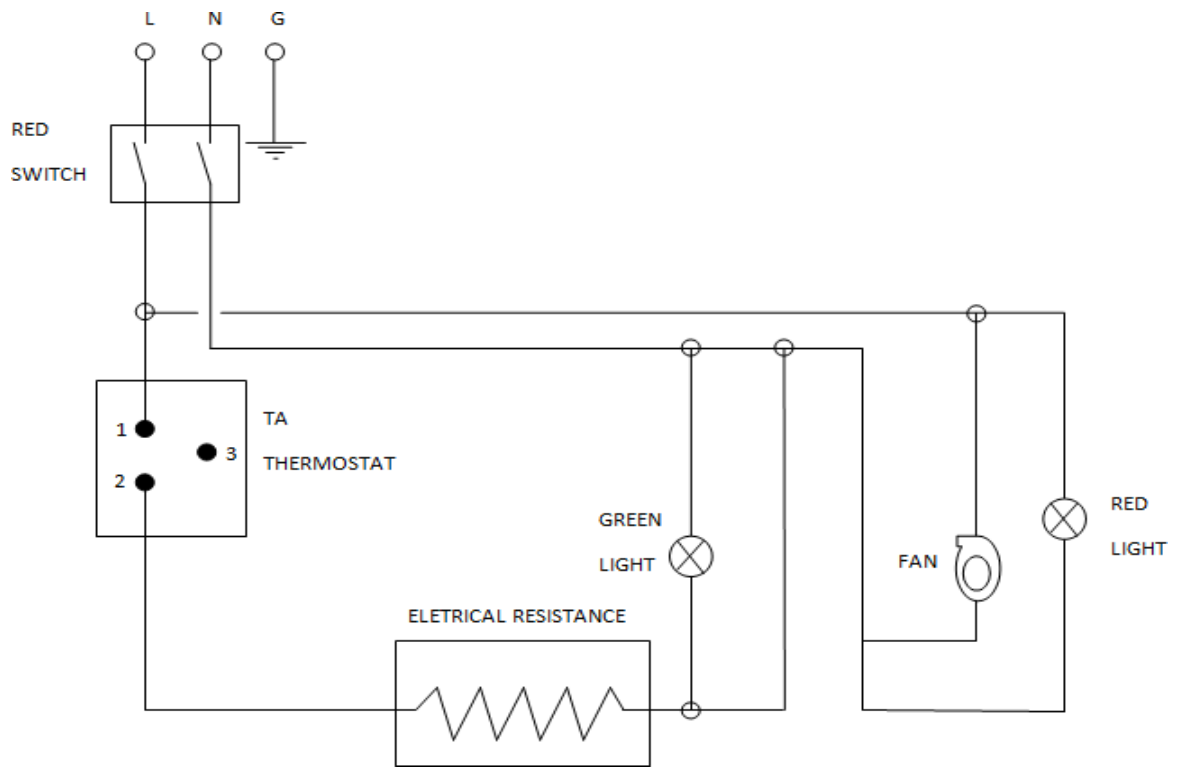 L N G
RED
SWITCH
1
2
3
TA
THERMOSTAT
GREEN
LIGHT
FAN
RED
LIGHT
ELETRICAL RESISTANCE